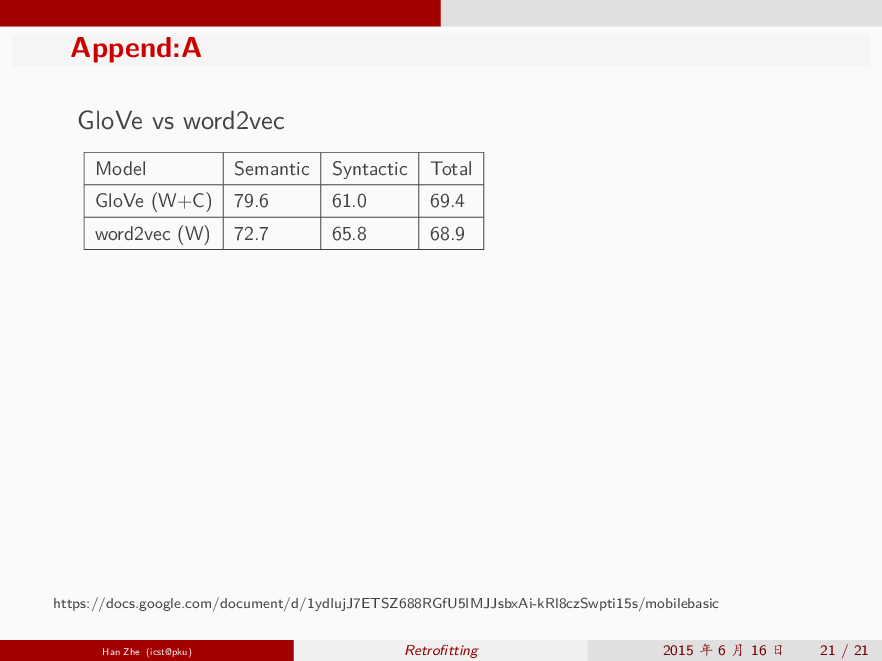 Append:A
GloVe vs word2vec
Model Semantic Syntactic Total
GloVe (W+C) 79.6 61.0 69.4
word2vec (W) 72.7 65.8 68.9
https://docs.google.com/document/d/1ydIujJ7ETSZ688RGfU5IMJJsbxAi-kRl8czSwpti15s/mobilebasic
Han Zhe (icst@pku) Retrofitting 2015 年 6 月 16 日 21 / 21